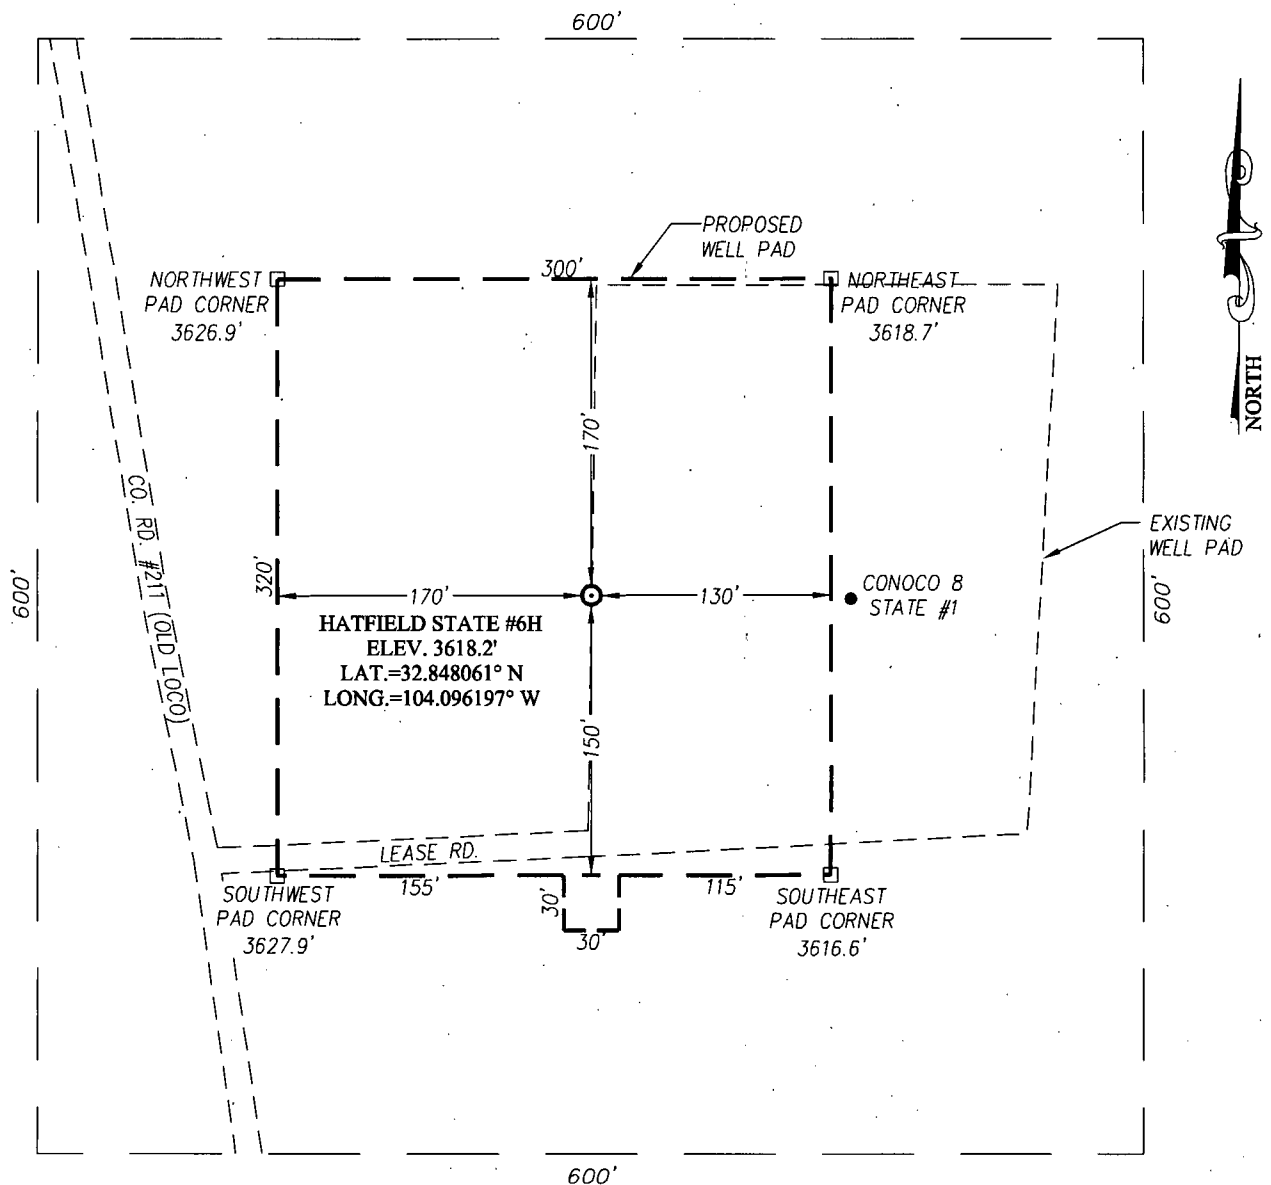 600'
PROPOSED
WELL PAD
NORTHWEST
PAD CORNER
3626.9'
300'
NORTHEAST
PAD CORNER
3618.7'
NORTH
170'
CO. RD. #211 (OLD LOCO)
EXISTING
WELL PAD
600'
320'
170'
130'
CONOCO 8
STATE #1
600'
HATFIELD STATE #6H
ELEV. 3618.2'
LAT.=32.848061° N
LONG.=104.096197° W
150'
LEASE RD.
SOUTHWEST
PAD CORNER
3627.9'
155'
30'
30'
115'
SOUTHEAST
PAD CORNER
3616.6'
600'